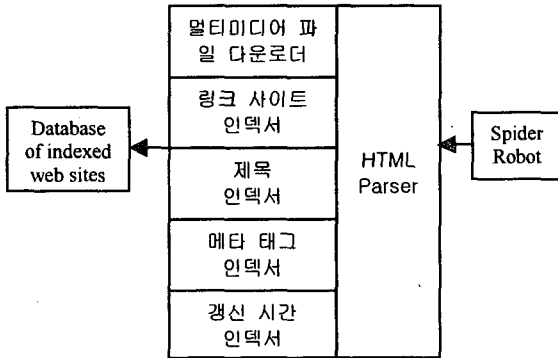 멀티미디어 파
일 다운로더
링크 사이트
인덱서
제목
인덱서
메타 태그
인덱서
갱신 시간
인덱서
Database
of indexed
web sites
HTML
Parser
Spider
Robot